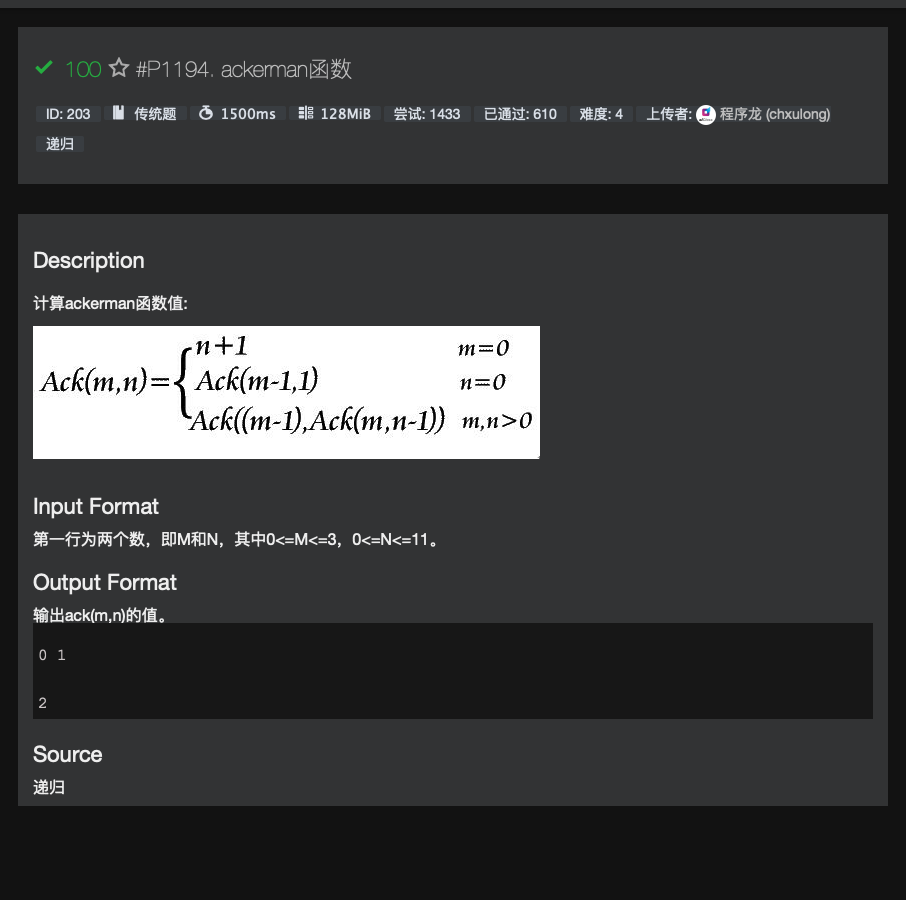 100 #P1194. ackerman函数
ID: 203 传统题 1500ms 128MiB 尝试: 1433 已通过: 610 难度: 4 上传者: 程序龙 (chxulong)
递归
Description
计算ackerman函数值:
n+1 m=0
Ack(m,n)= Ack(m-1,1) n=0
Ack((m-1),Ack(m,n-1)) m,n>0
Input Format
第一行为两个数，即M和N，其中0<=M<=3，0<=N<=11。
Output Format
输出ack(m,n)的值。
0 1
2
Source
递归